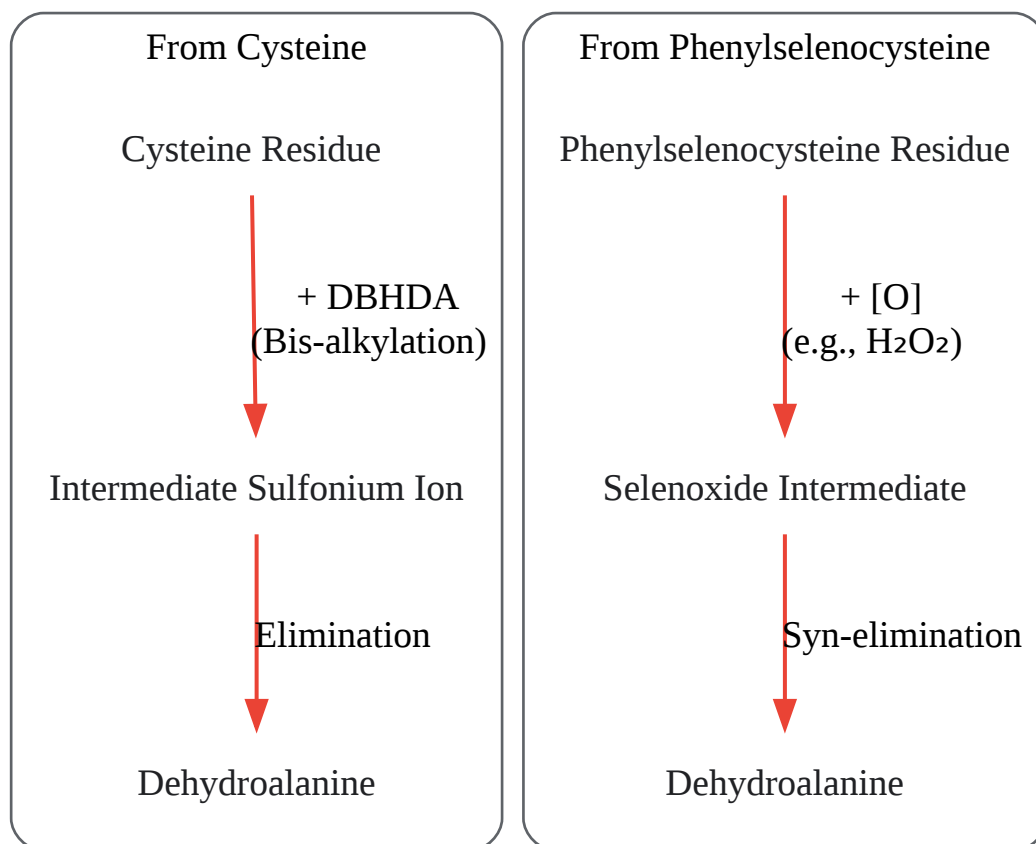 From Cysteine
Cysteine Residue
+ DBHDA
(Bis-alkylation)
Intermediate Sulfonium Ion
Elimination
Dehydroalanine
From Phenylselenocysteine
Phenylselenocysteine Residue
+ [O]
(e.g., H₂O₂)
Selenoxide Intermediate
Syn-elimination
Dehydroalanine